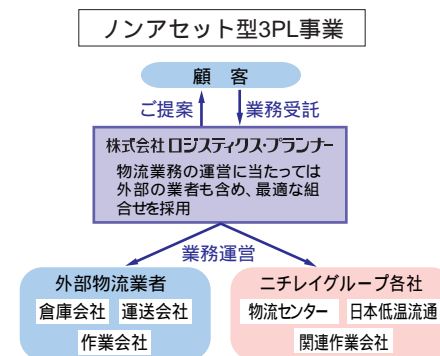 ノンアセット型3PL事業
顧 客
ご提案 業務受託
株式会社 ロジスティクス・プランナー
物流業務の運営に当たっては
外部の業者も含め、最適な組
合せを採用
業務運営
外部物流業者
倉庫会社 運送会社
作業会社
ニチレイグループ各社
物流センター 日本低温流通
関連作業会社